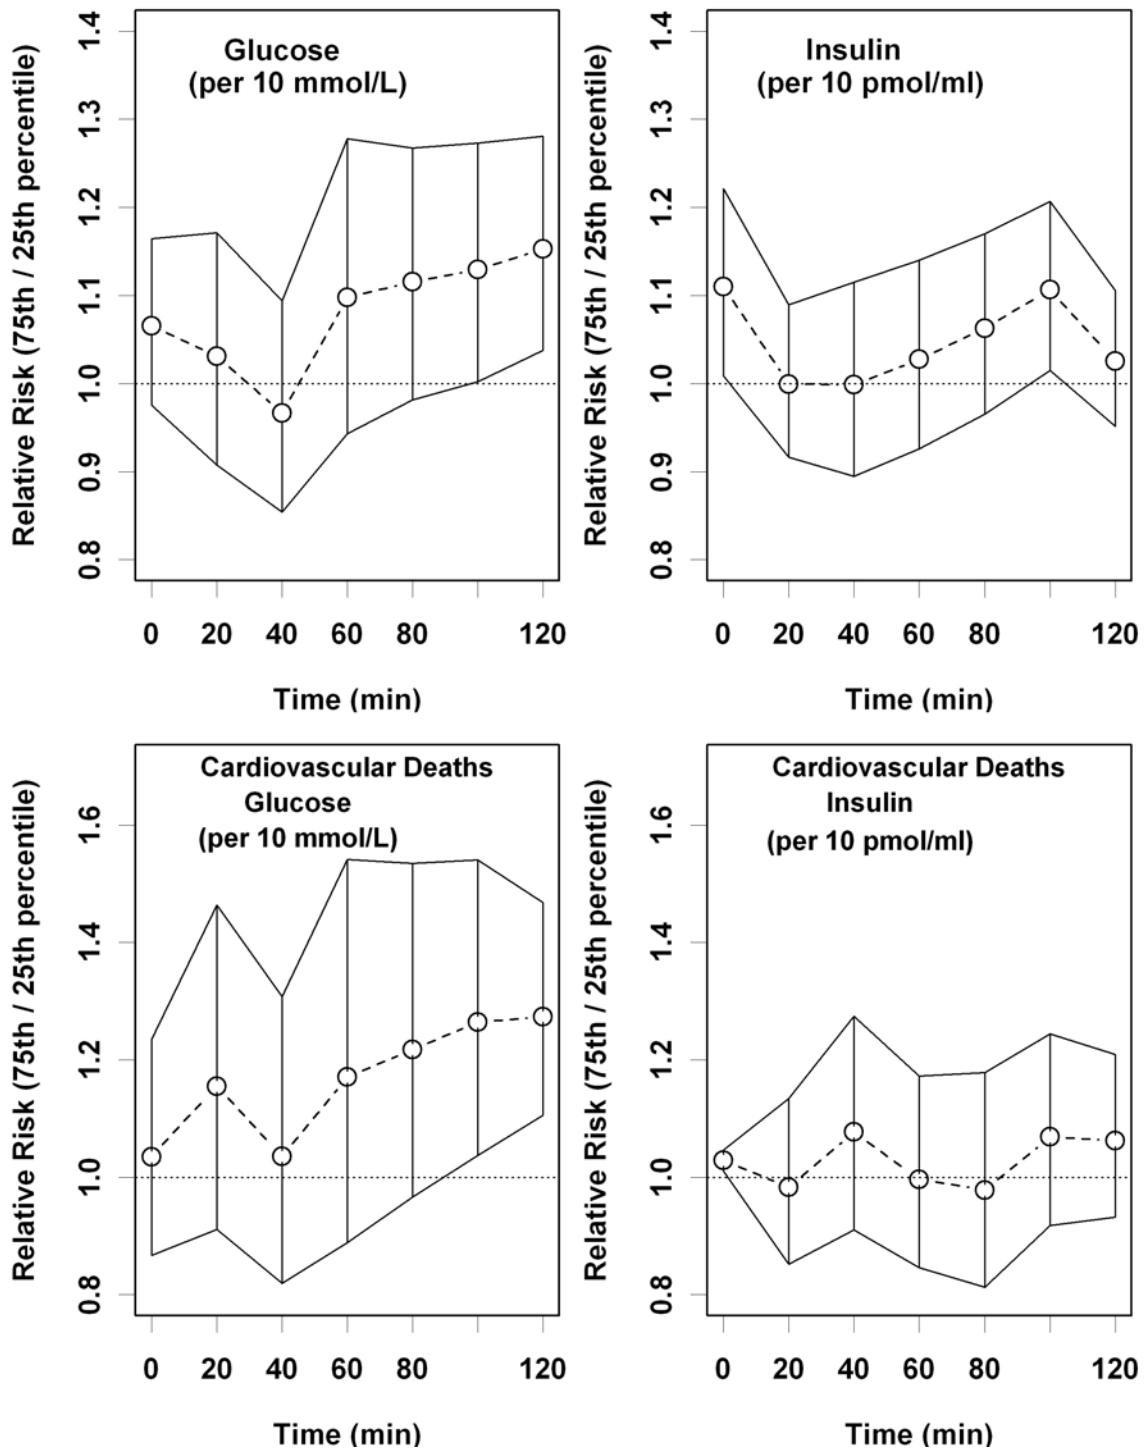 Relative Risk (75th / 25th percentile)
1.4
1.3
1.2
1.1
1.0
0.9
0.8
Glucose
(per 10 mmol/L)
0 20 40 60 80 120
Time (min)
Relative Risk (75th / 25th percentile)
1.4
1.3
1.2
1.1
1.0
0.9
0.8
Insulin
(per 10 pmol/ml)
0 20 40 60 80 120
Time (min)
Relative Risk (75th / 25th percentile)
1.6
1.4
1.2
1.0
0.8
Cardiovascular Deaths
Glucose
(per 10 mmol/L)
0 20 40 60 80 120
Time (min)
Relative Risk (75th / 25th percentile)
1.6
1.4
1.2
1.0
0.8
Cardiovascular Deaths
Insulin
(per 10 pmol/ml)
0 20 40 60 80 120
Time (min)